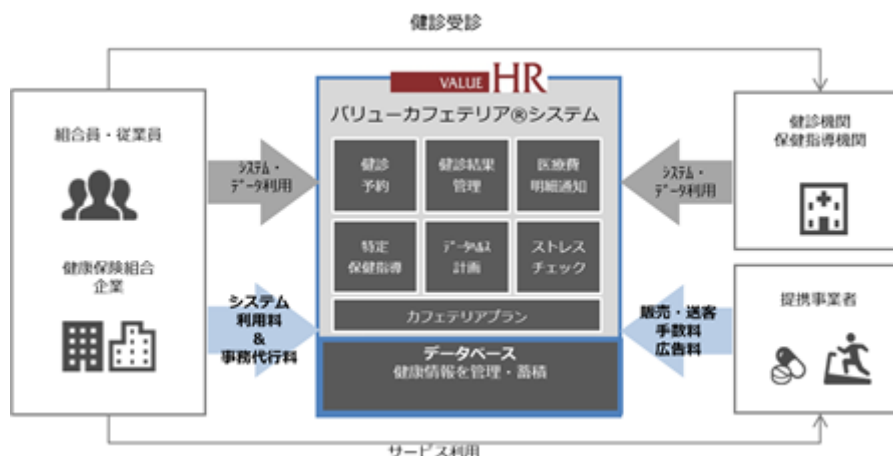 健診受診
組合員・従業員
健康保険組合
企業
システム・
データ利用
システム
利用料
&
事務代行料
VALUE HR
バリューカフェテリア®システム
健診
予約
健診結果
管理
医療費
明細通知
特定
保健指導
データヘルス
計画
ストレス
チェック
カフェテリアプラン
データベース
健康情報を管理・蓄積
システム・
データ利用
販売・送客
手数料
広告料
健診機関
保健指導機関
提携事業者
サービス利用